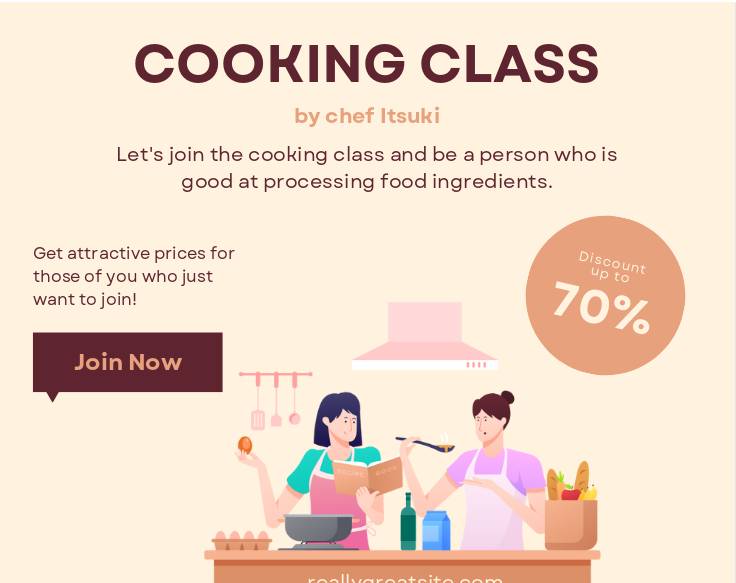 COOKING CLASS
by chef Itsuki
Let's join the cooking class and be a person who is
good at processing food ingredients.
Get attractive prices for
those of you who just
want to join!
Join Now
Discount
up to
70%
RECIPE BOOK
reallygreatsite.com